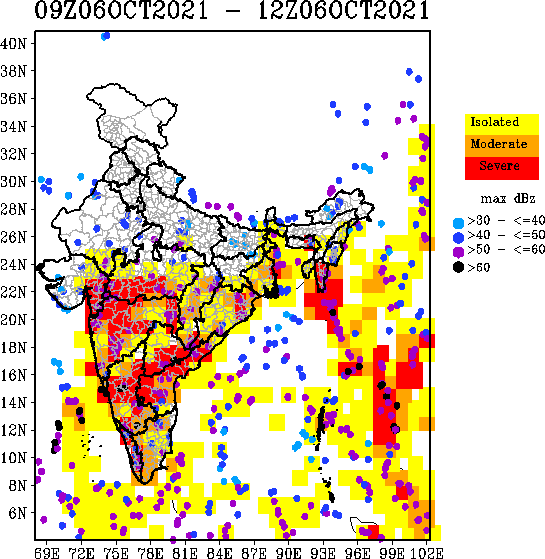 09Z06OCT2021 - 12Z06OCT2021
40N
38N
36N
34N
32N
30N
28N
26N
24N
22N
20N
18N
16N
14N
12N
10N
8N
6N
69E 72E 75E 78E 81E 84E 87E 90E 93E 96E 99E 102E
Isolated
Moderate
Severe
max dBz
>30 - <=40
>40 - <=50
>50 - <=60
>60